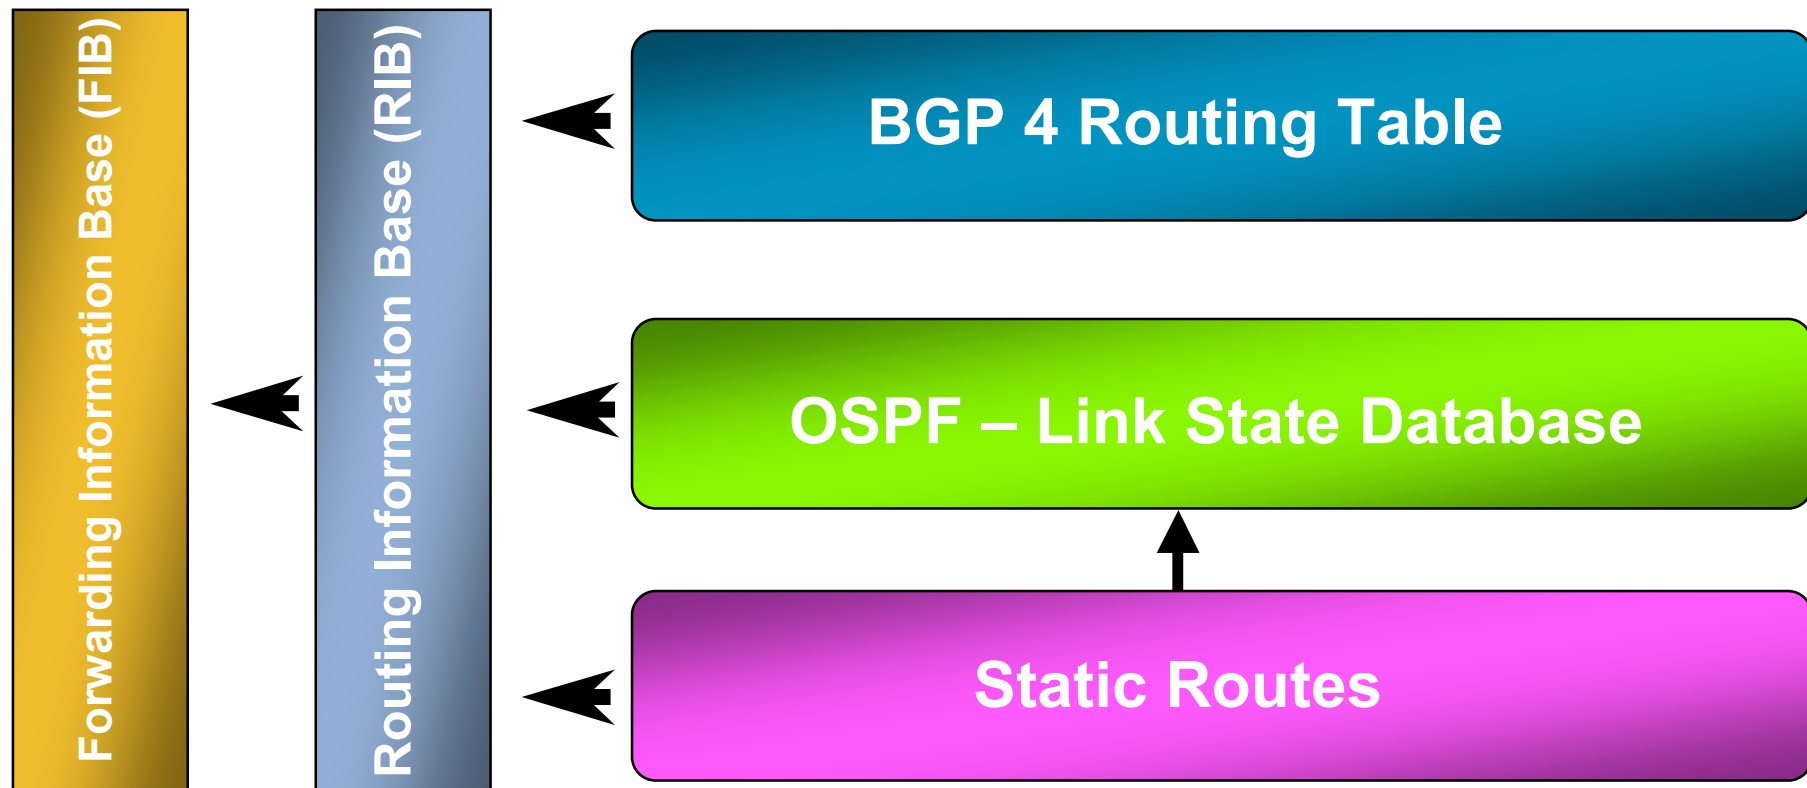 Forwarding Information Base (FIB)
Routing Information Base (RIB)
BGP 4 Routing Table
OSPF – Link State Database
Static Routes